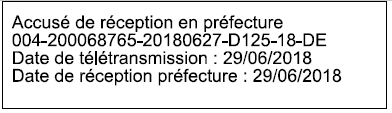 Accusé de réception en préfecture
004-200068765-20180627-D125-18-DE
Date de télétransmission : 29/06/2018
Date de réception préfecture : 29/06/2018